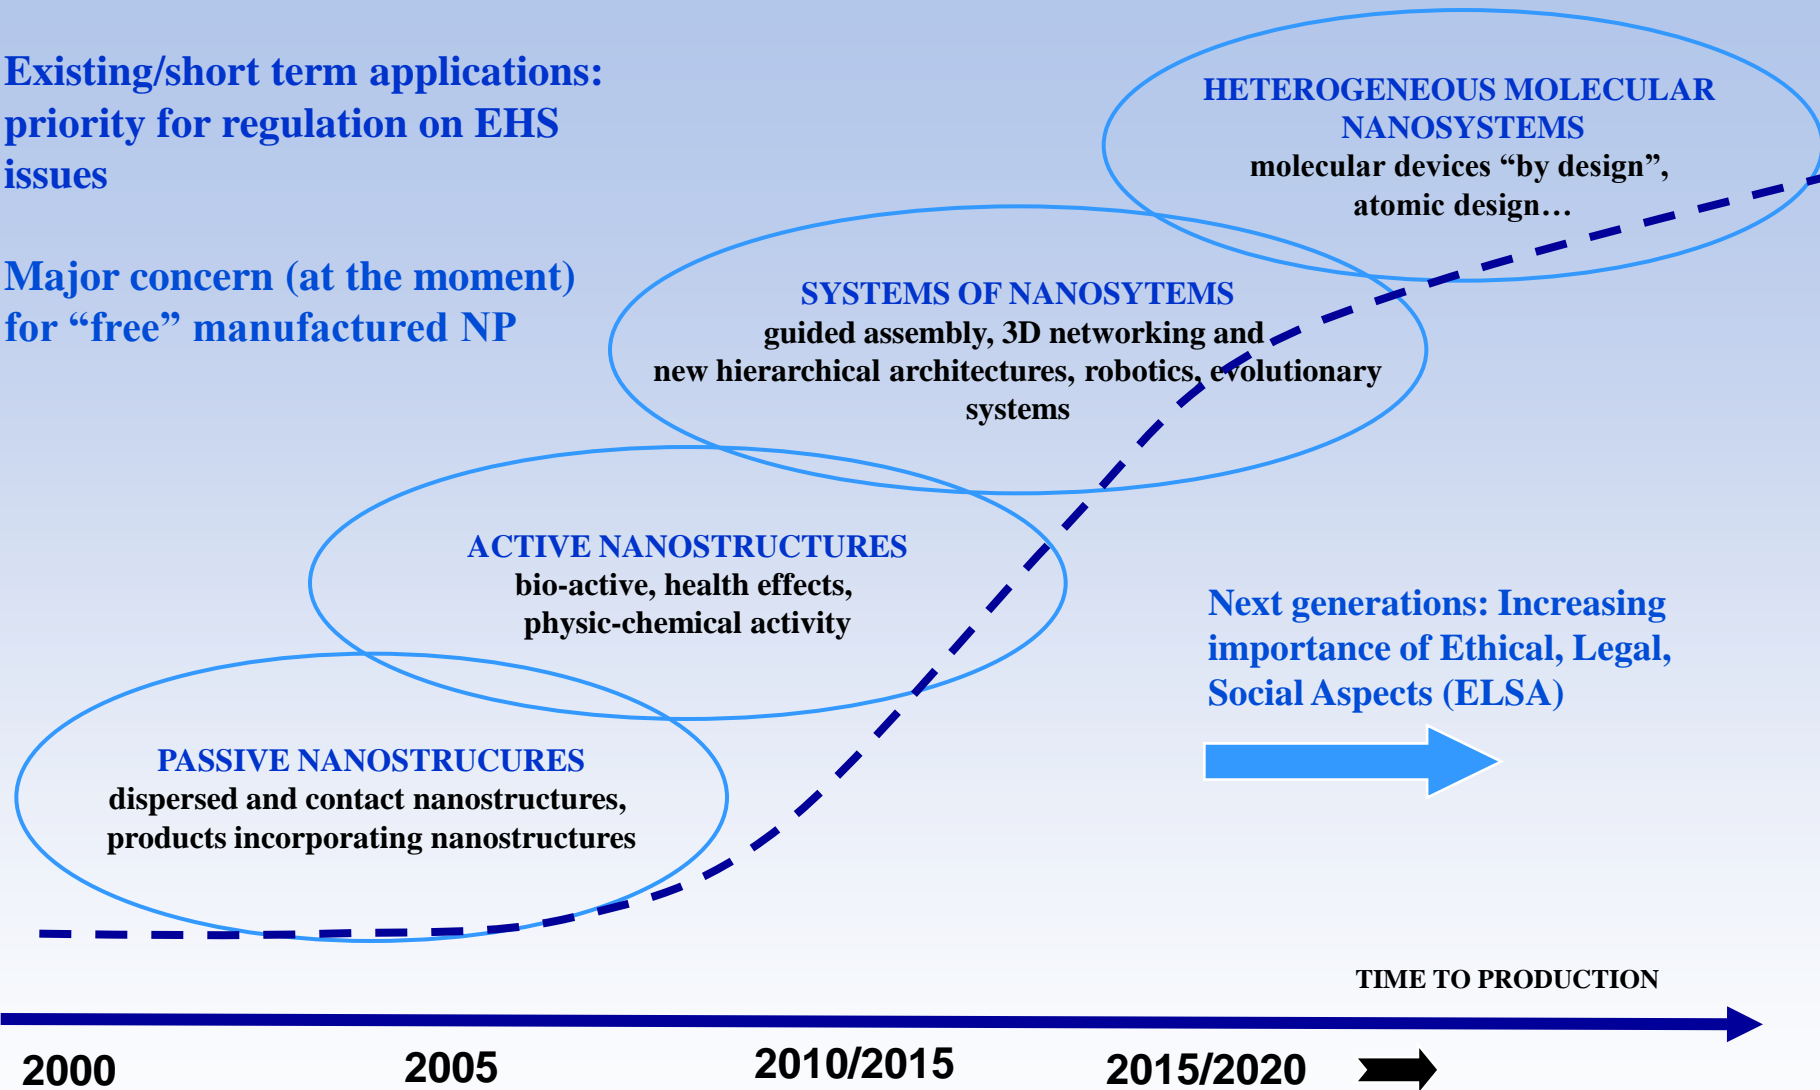 Existing/short term applications:
priority for regulation on EHS
issues
Major concern (at the moment)
for “free” manufactured NP
HETEROGENEOUS MOLECULAR
NANOSYSTEMS
molecular devices “by design”,
atomic design…
SYSTEMS OF NANOSYTEMS
guided assembly, 3D networking and
new hierarchical architectures, robotics, evolutionary
systems
ACTIVE NANOSTRUCTURES
bio-active, health effects,
physic-chemical activity
Next generations: Increasing
importance of Ethical, Legal,
Social Aspects (ELSA)
PASSIVE NANOSTRUCURES
dispersed and contact nanostructures,
products incorporating nanostructures
TIME TO PRODUCTION
2000
2005
2010/2015
2015/2020